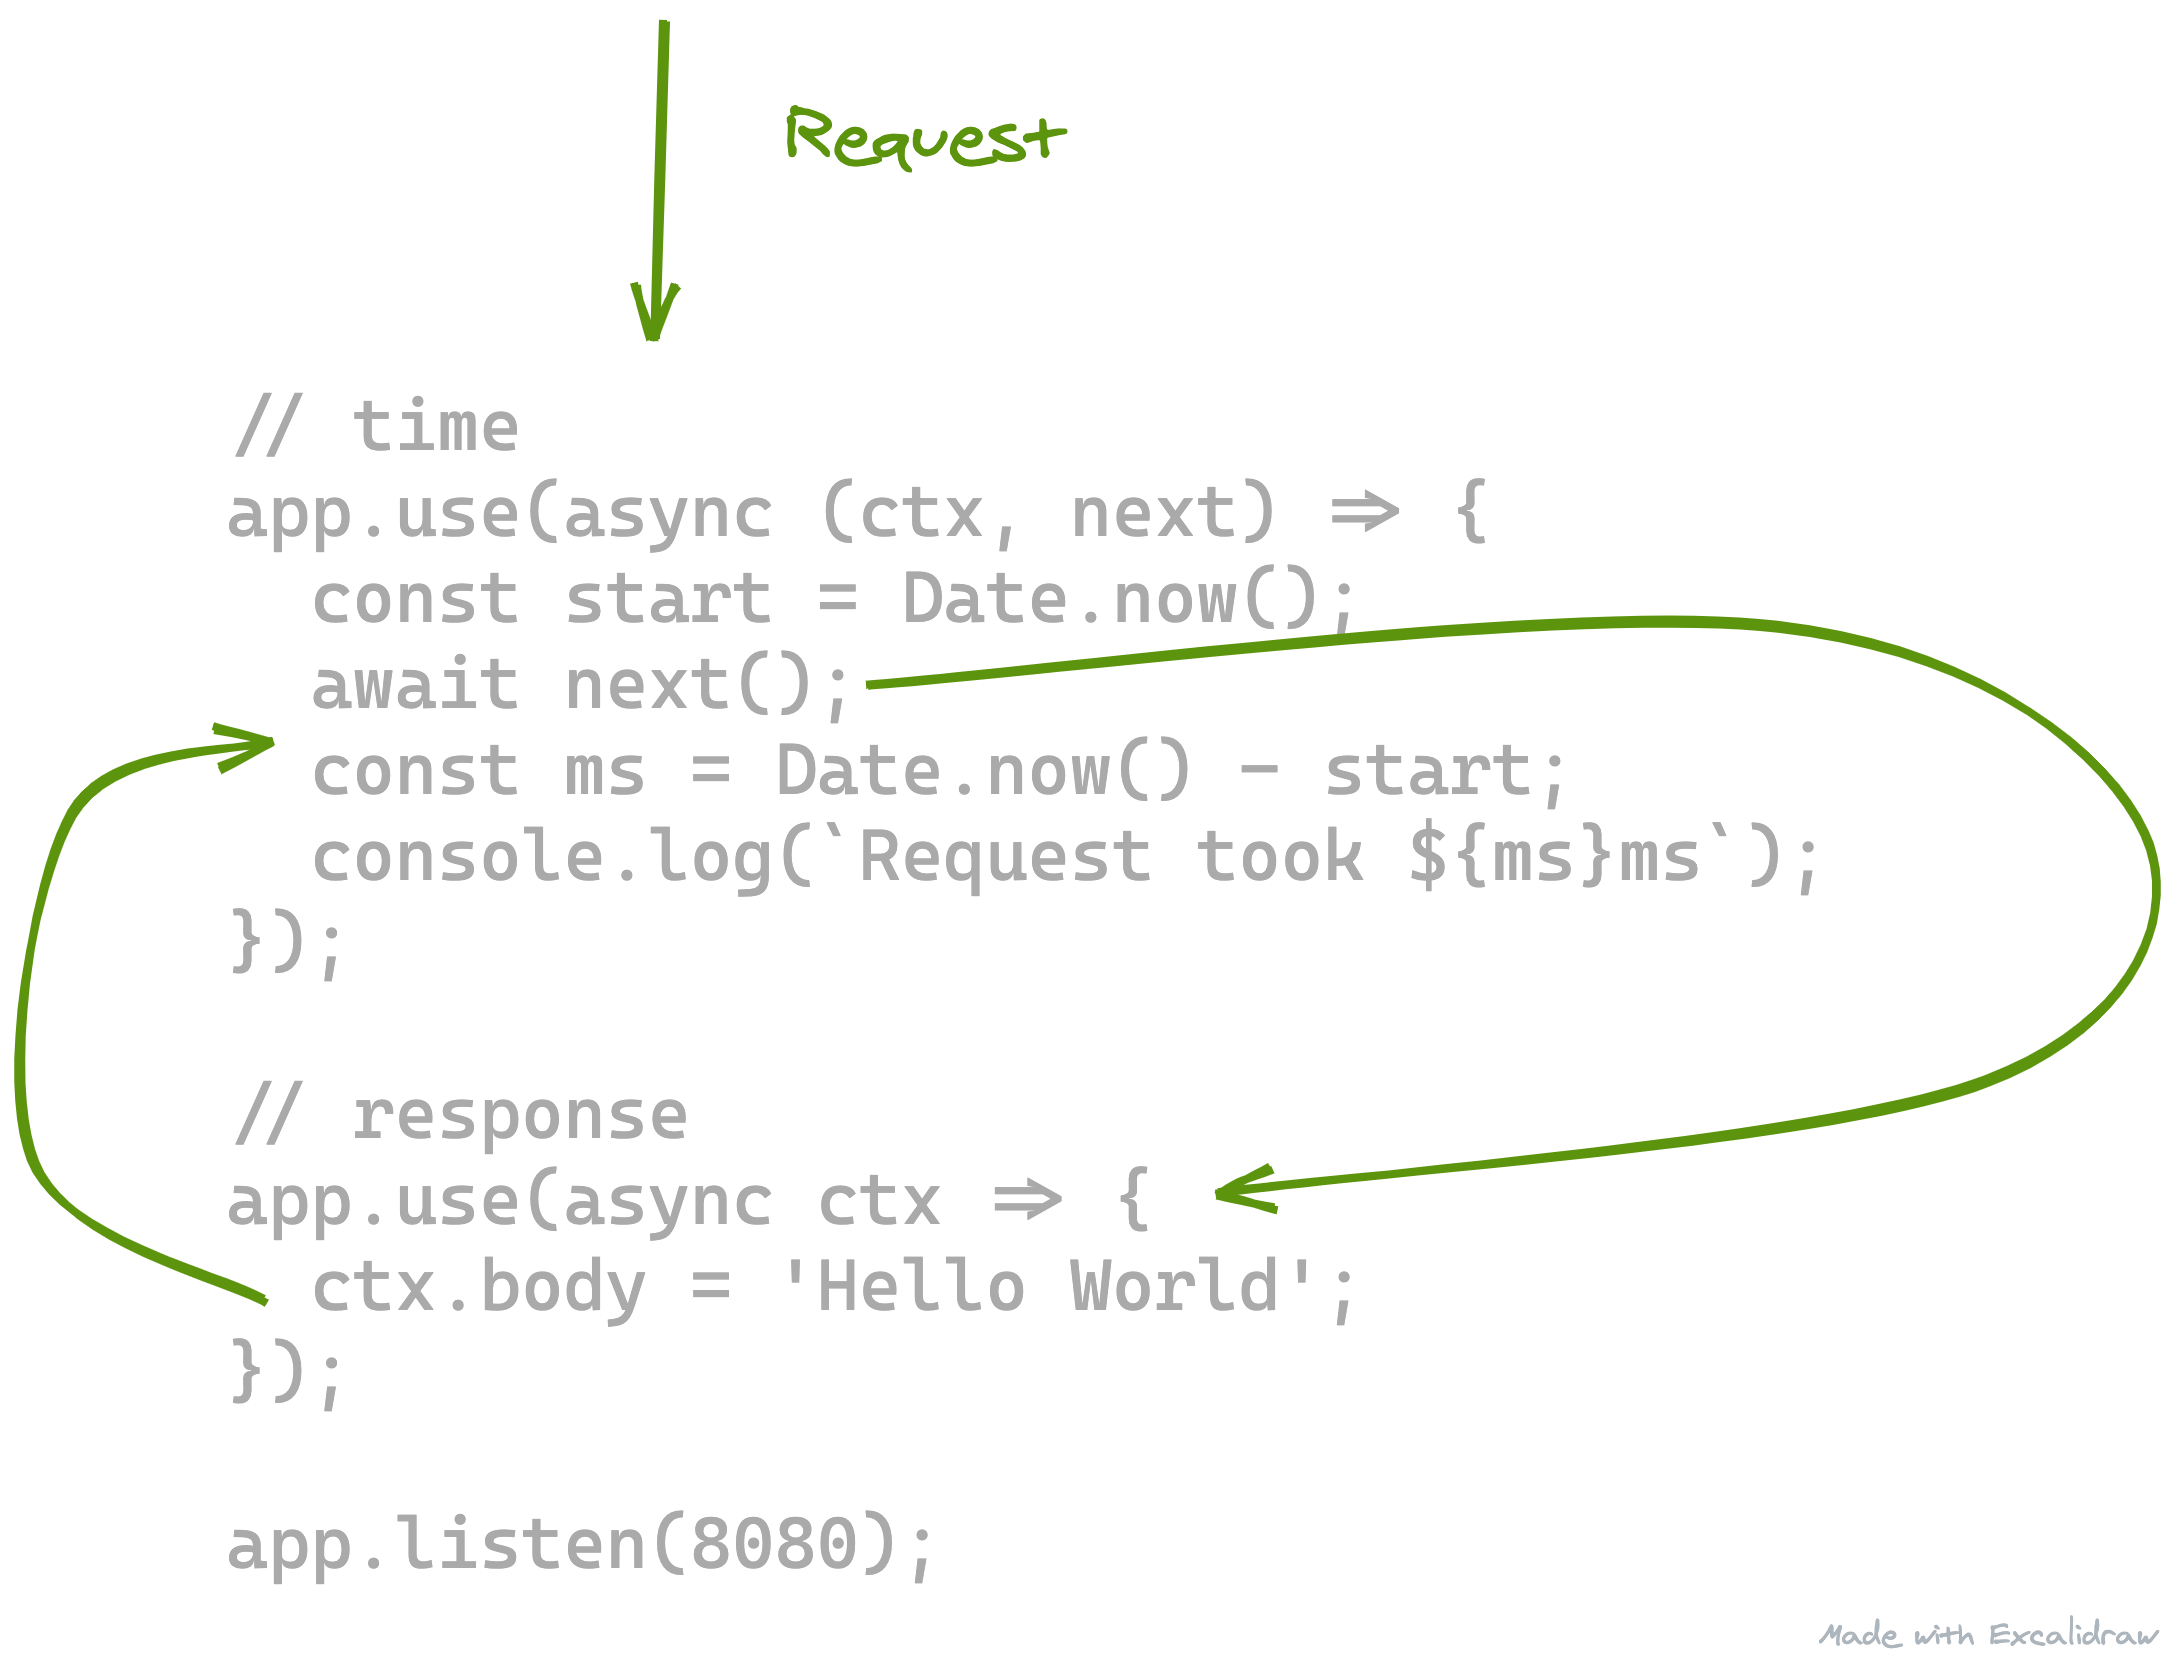 Request
// time
app.use(async (ctx, next) => {
  const start = Date.now();
  await next();
  const ms = Date.now() - start;
  console.log(`Request took ${ms}ms`);
});
// response
app.use(async ctx => {
  ctx.body = 'Hello World';
});
app.listen(8080);
Made with Excalidraw